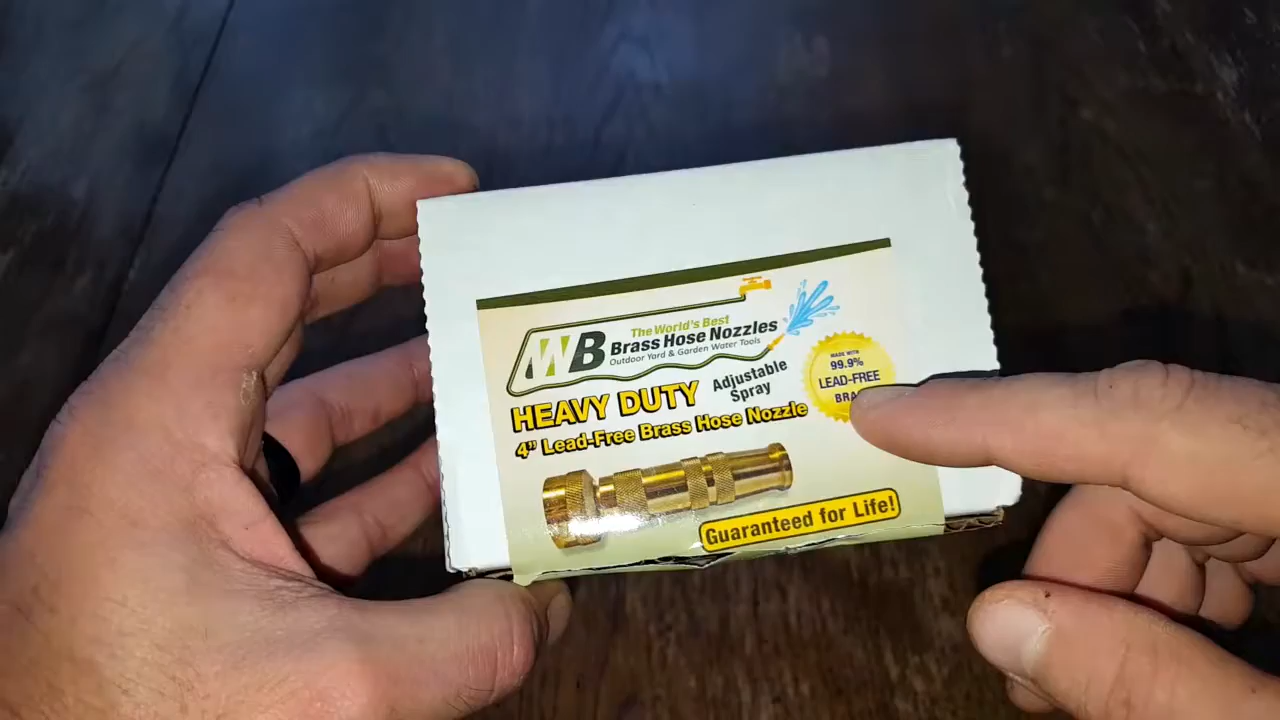 WB
The World's Best
Brass Hose Nozzles
Outdoor Yard & Garden Water Tools
HEAVY DUTY
Adjustable
Spray
4" Lead-Free Brass Hose Nozzle
MADE WITH
99.9%
LEAD-FREE
Guaranteed for Life!